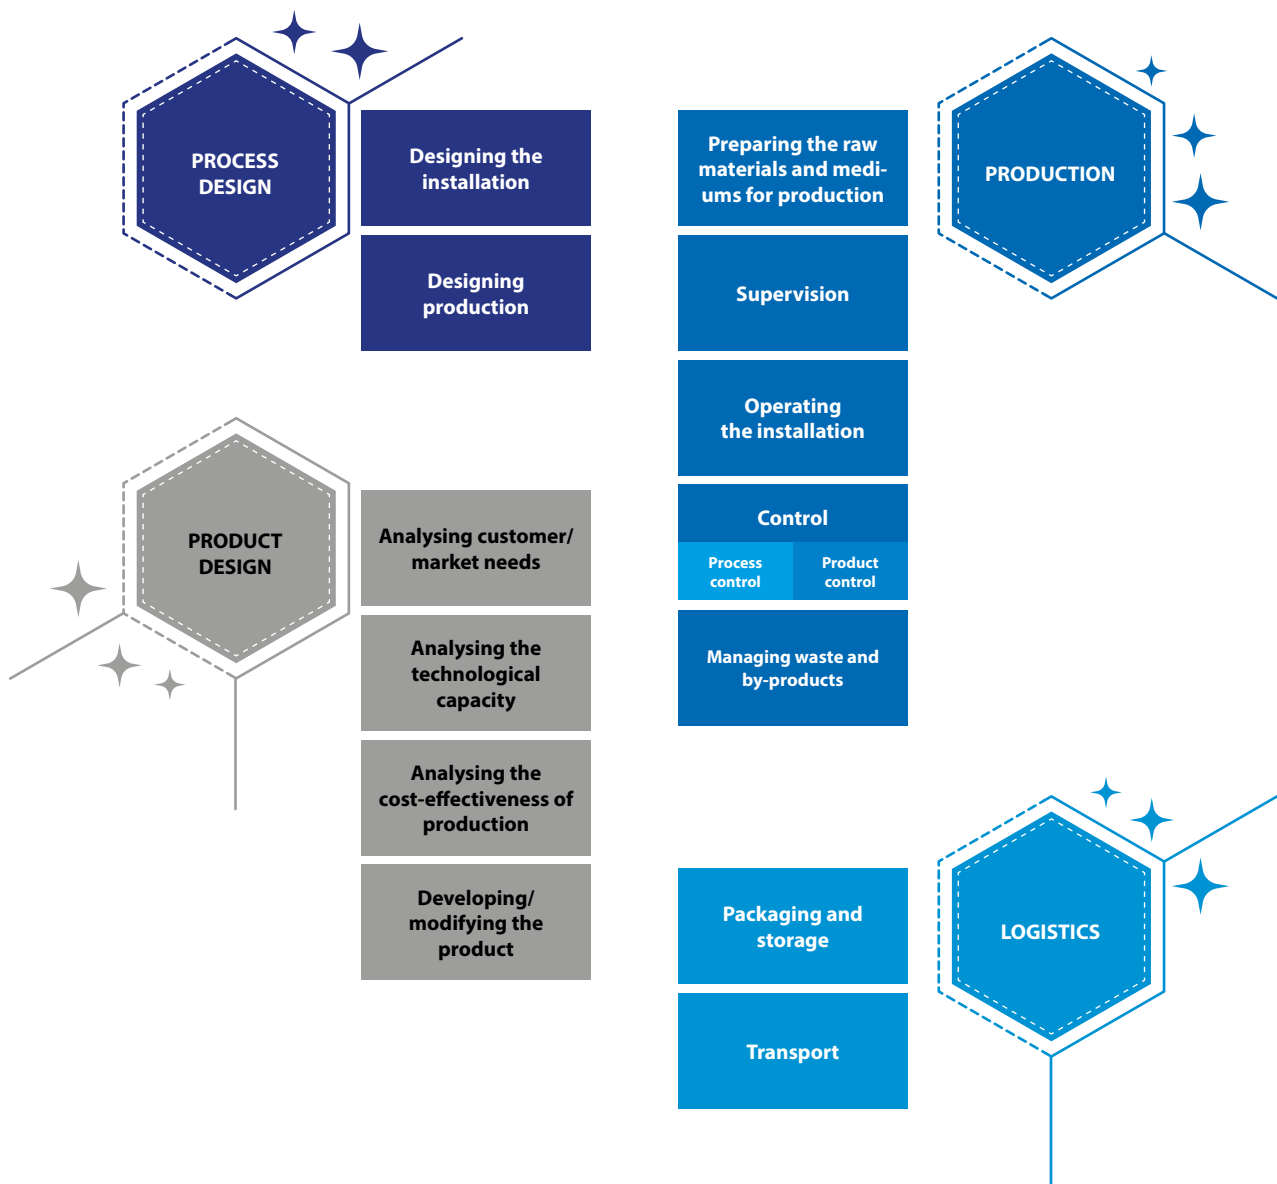 PROCESS
DESIGN
Designing the
installation
Designing
production
PRODUCT
DESIGN
Analysing customer/
market needs
Analysing the
technological
capacity
Analysing the
cost-effectiveness of
production
Developing/
modifying the
product
PRODUCTION
Preparing the raw
materials and medi-
ums for production
Supervision
Operating
the installation
Control
Process
control
Product
control
Managing waste and
by-products
LOGISTICS
Packaging and
storage
Transport